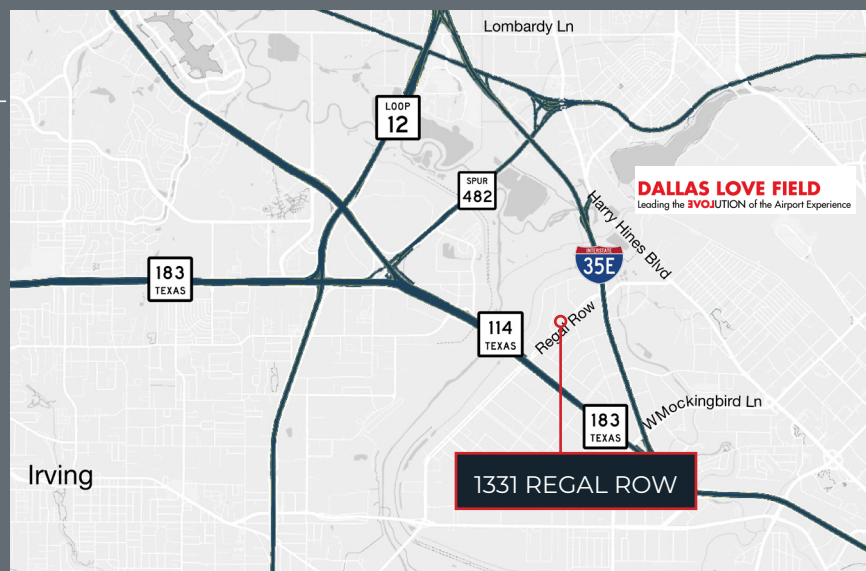 Lombardy Ln
LOOP
12
SPUR
482
DALLAS LOVE FIELD
Leading the EVOLUTION of the Airport Experience
Harry Hines Blvd
INTERSTATE
35E
183
TEXAS
114
TEXAS
Regal Row
W Mockingbird Ln
183
TEXAS
Irving
1331 REGAL ROW